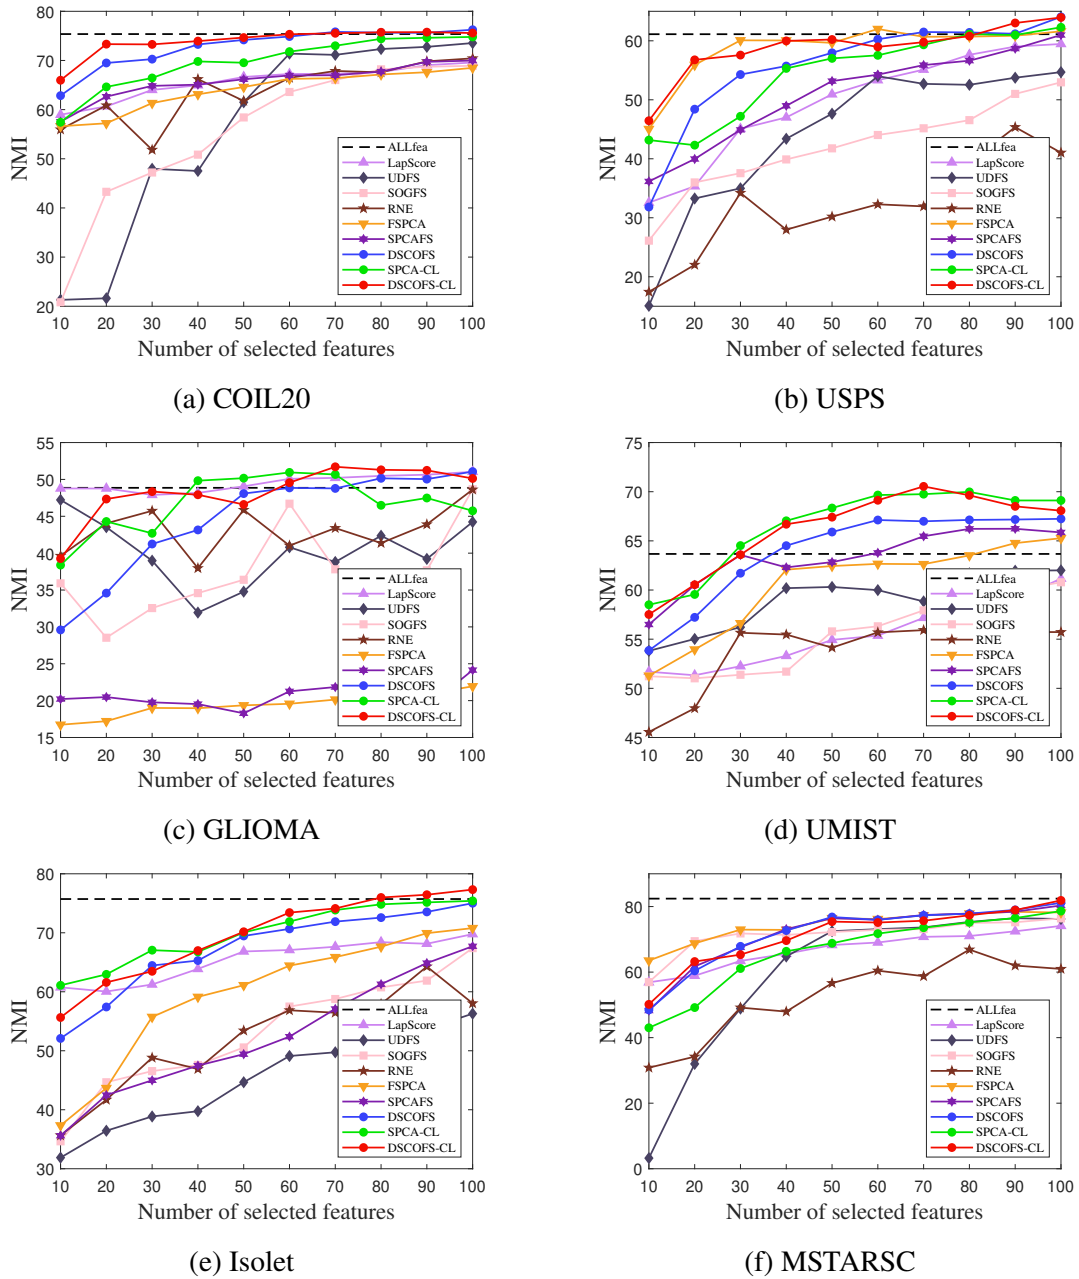 80
70
60
50
40
30
20
NMI
10 20 30 40 50 60 70 80 90 100
Number of selected features
ALLfea
LapScore
UDFS
SOGFS
RNE
FSPCA
SPCAFS
DSCOFS
SPCA-CL
DSCOFS-CL
(a) COIL20
60
50
40
30
20
NMI
10 20 30 40 50 60 70 80 90 100
Number of selected features
ALLfea
LapScore
UDFS
SOGFS
RNE
FSPCA
SPCAFS
DSCOFS
SPCA-CL
DSCOFS-CL
(b) USPS
55
50
45
40
35
30
25
20
15
NMI
10 20 30 40 50 60 70 80 90 100
Number of selected features
ALLfea
LapScore
UDFS
SOGFS
RNE
FSPCA
SPCAFS
DSCOFS
SPCA-CL
DSCOFS-CL
(c) GLIOMA
75
70
65
60
55
50
45
NMI
10 20 30 40 50 60 70 80 90 100
Number of selected features
ALLfea
LapScore
UDFS
SOGFS
RNE
FSPCA
SPCAFS
DSCOFS
SPCA-CL
DSCOFS-CL
(d) UMIST
80
70
60
50
40
30
NMI
10 20 30 40 50 60 70 80 90 100
Number of selected features
ALLfea
LapScore
UDFS
SOGFS
RNE
FSPCA
SPCAFS
DSCOFS
SPCA-CL
DSCOFS-CL
(e) Isolet
80
60
40
20
0
NMI
10 20 30 40 50 60 70 80 90 100
Number of selected features
ALLfea
LapScore
UDFS
SOGFS
RNE
FSPCA
SPCAFS
DSCOFS
SPCA-CL
DSCOFS-CL
(f) MSTARSC